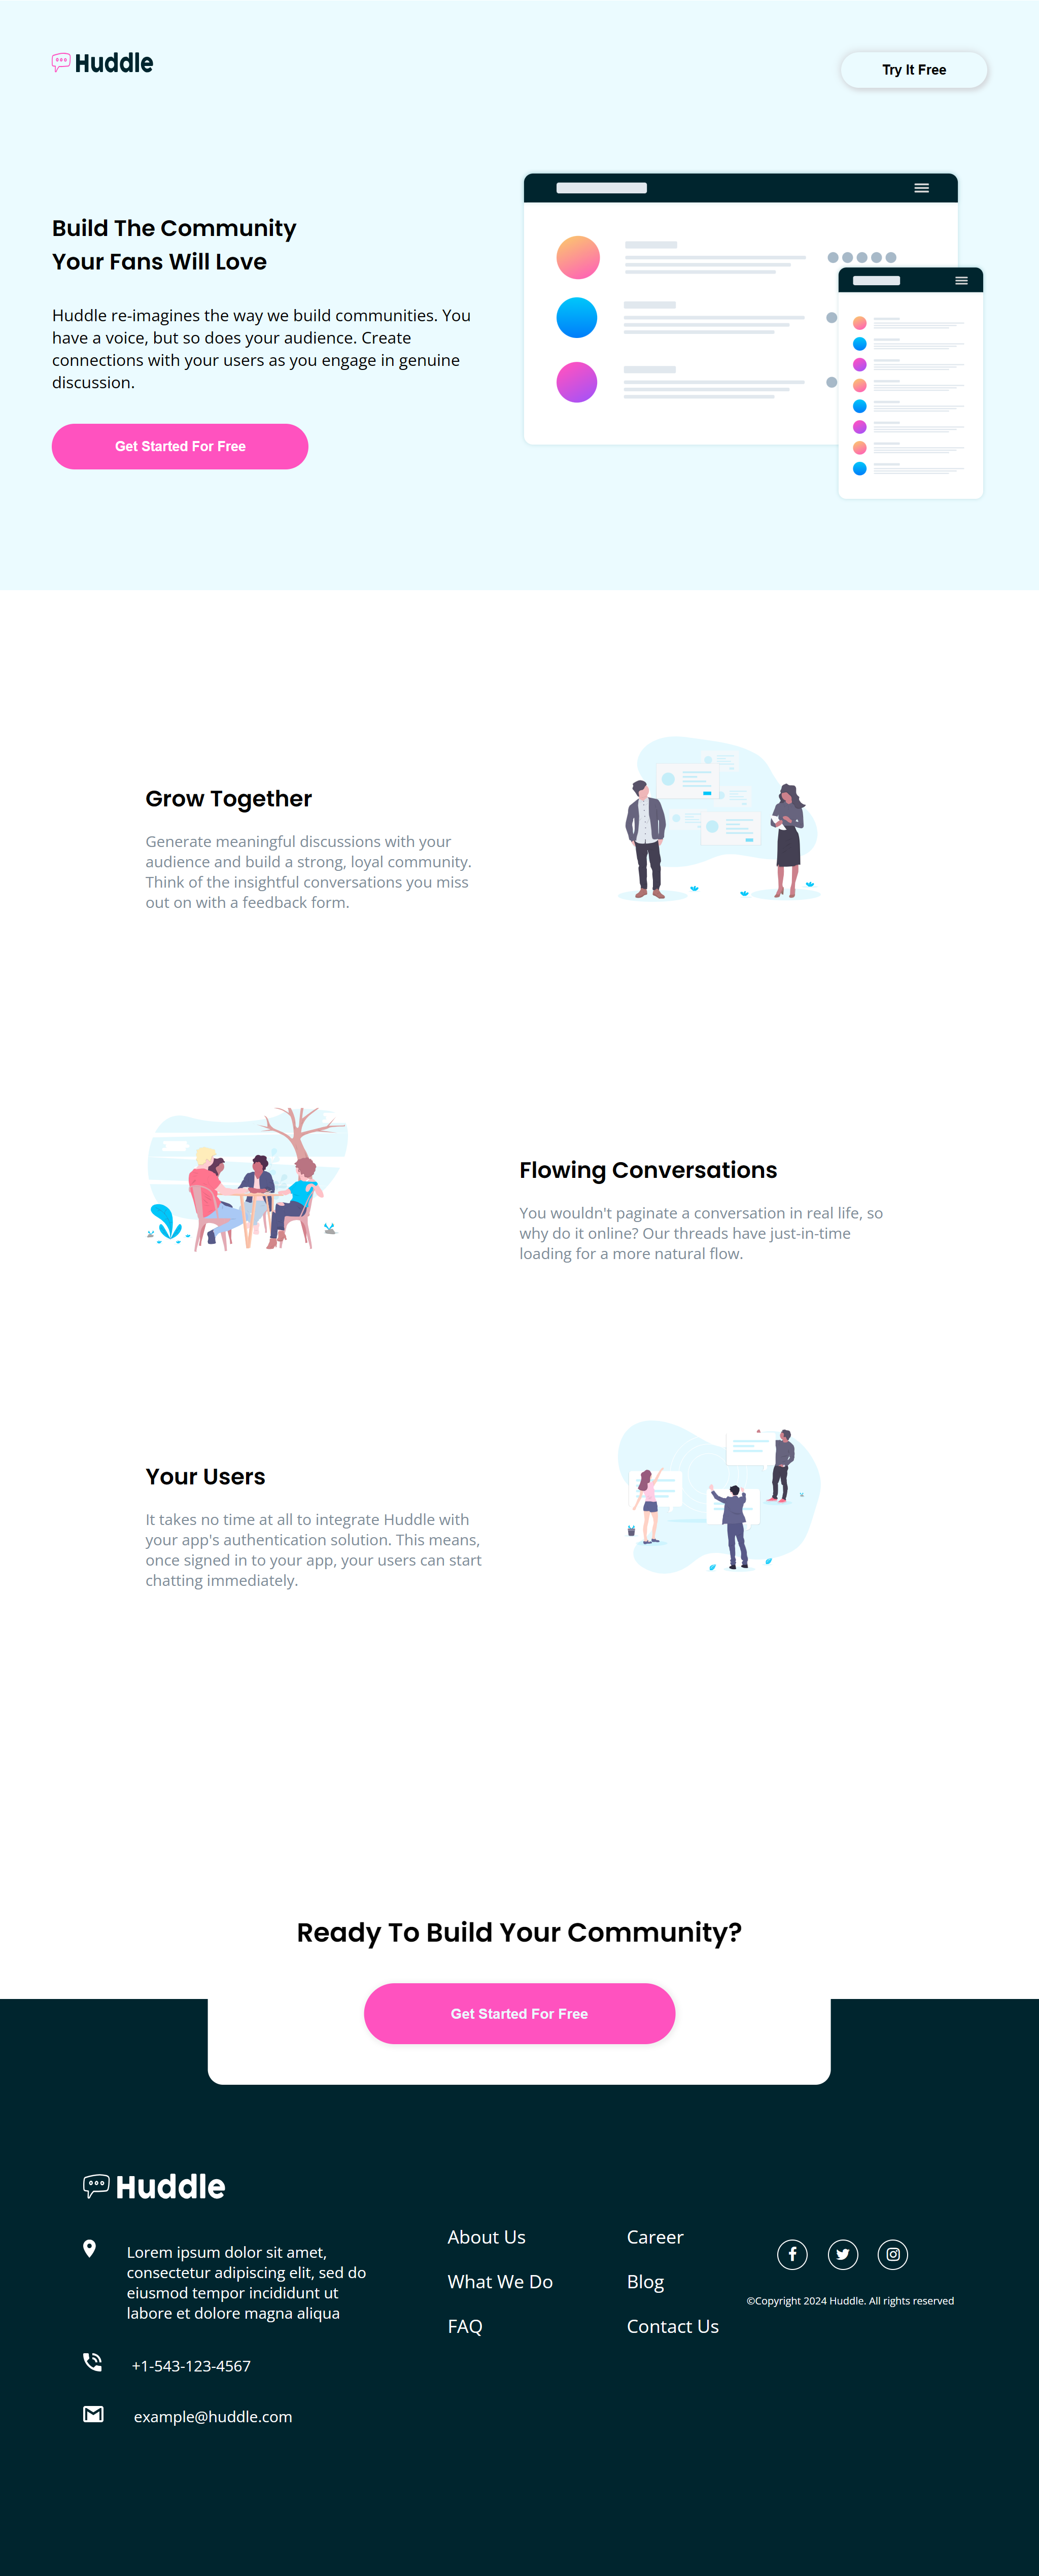 Huddle
Try It Free
Build The Community
Your Fans Will Love
Huddle re-imagines the way we build communities. You
have a voice, but so does your audience. Create
connections with your users as you engage in genuine
discussion.
Get Started For Free
Grow Together
Generate meaningful discussions with your
audience and build a strong, loyal community.
Think of the insightful conversations you miss
out on with a feedback form.
Flowing Conversations
You wouldn't paginate a conversation in real life, so
why do it online? Our threads have just-in-time
loading for a more natural flow.
Your Users
It takes no time at all to integrate Huddle with
your app's authentication solution. This means,
once signed in to your app, your users can start
chatting immediately.
Ready To Build Your Community?
Get Started For Free
Huddle
Lorem ipsum dolor sit amet,
consectetur adipiscing elit, sed do
eiusmod tempor incididunt ut
labore et dolore magna aliqua
+1-543-123-4567
example@huddle.com
About Us
What We Do
FAQ
Career
Blog
Contact Us
©Copyright 2024 Huddle. All rights reserved